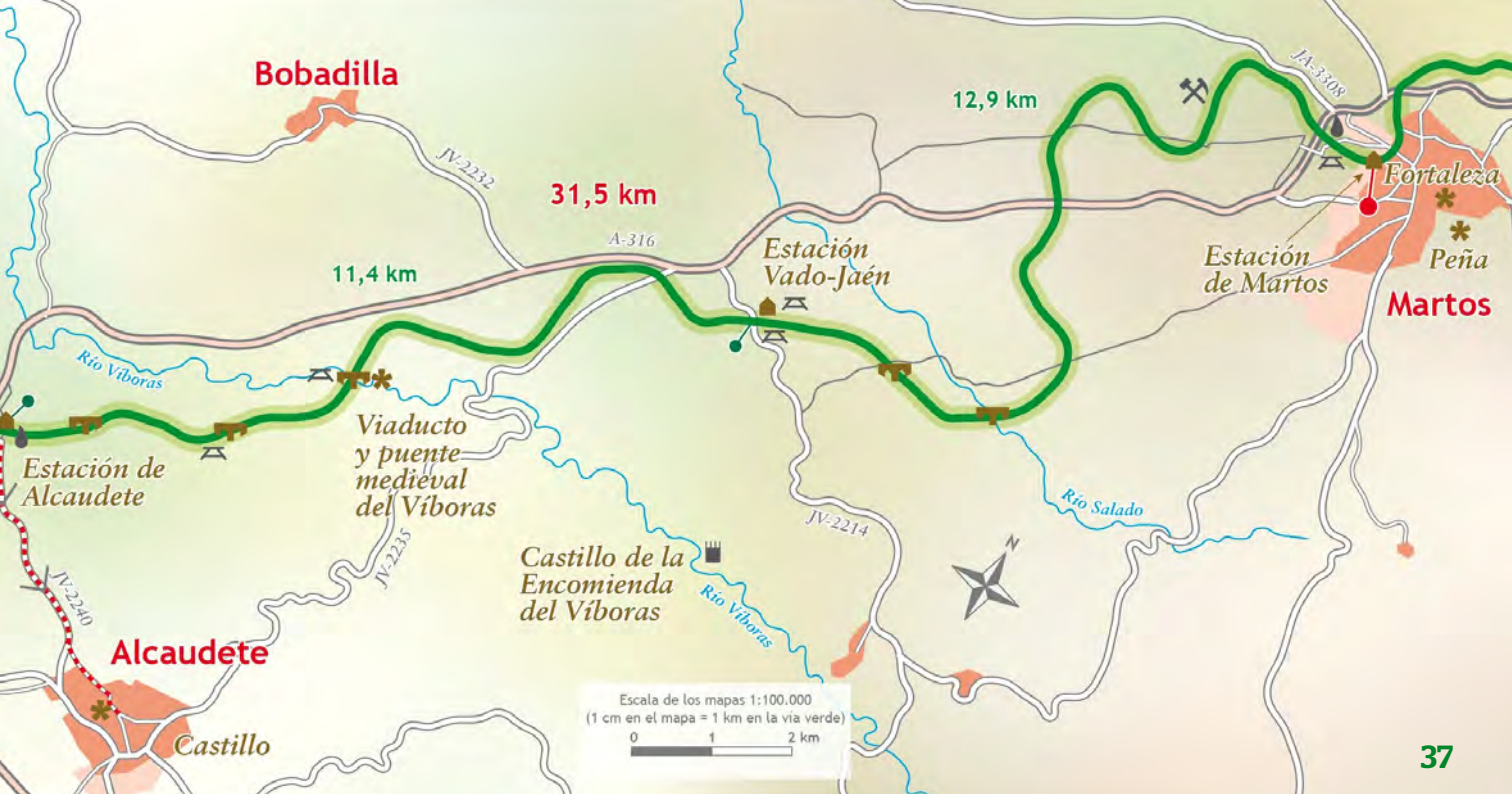 Bobadilla
JV-2232
31,5 km
A-316
11,4 km
12,9 km
JA-3308
Fortaleza
Peña
Estación
de Martos
Martos
Estación
Vado-Jaén
Río Víboras
Estación de
Alcaudete
Viaducto
y puente
medieval
del Víboras
JV-2235
JV-2214
Río Salado
N
Castillo de la
Encomienda
del Víboras
Río Víboras
JV-2240
Alcaudete
Castillo
Escala de los mapas 1:100.000
(1 cm en el mapa = 1 km en la vía verde)
0 1 2 km
37